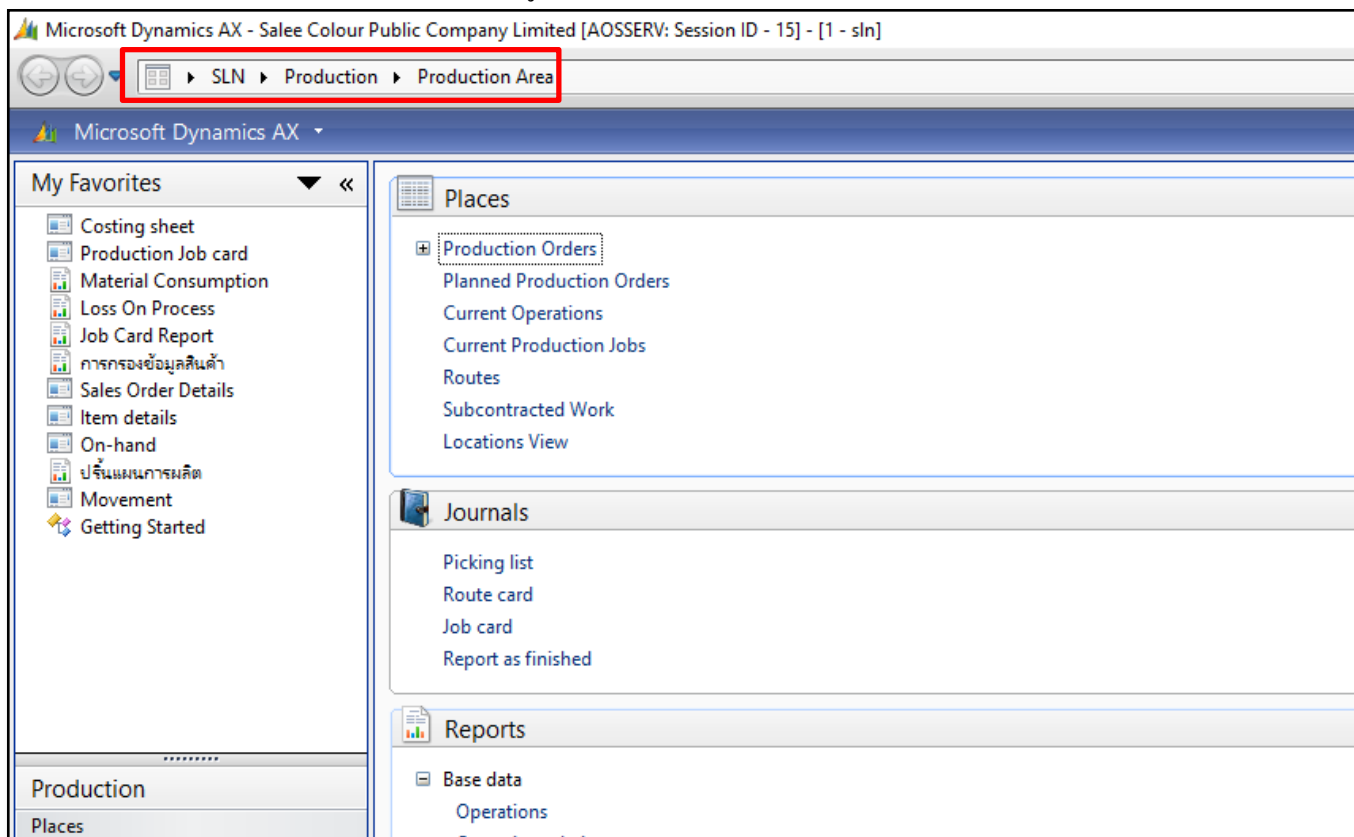 Microsoft Dynamics AX - Salee Colour Public Company Limited [AOSSERV: Session ID - 15] - [1 - sln]
SLN Production Production Area
Microsoft Dynamics AX
My Favorites
Costing sheet
Production Job card
Material Consumption
Loss On Process
Job Card Report
การกรองข้อมูลสินค้า
Sales Order Details
Item details
On-hand
ปริ้นแผนการผลิต
Movement
Getting Started
Production
Places
Places
Production Orders
Planned Production Orders
Current Operations
Current Production Jobs
Routes
Subcontracted Work
Locations View
Journals
Picking list
Route card
Job card
Report as finished
Reports
Base data
Operations